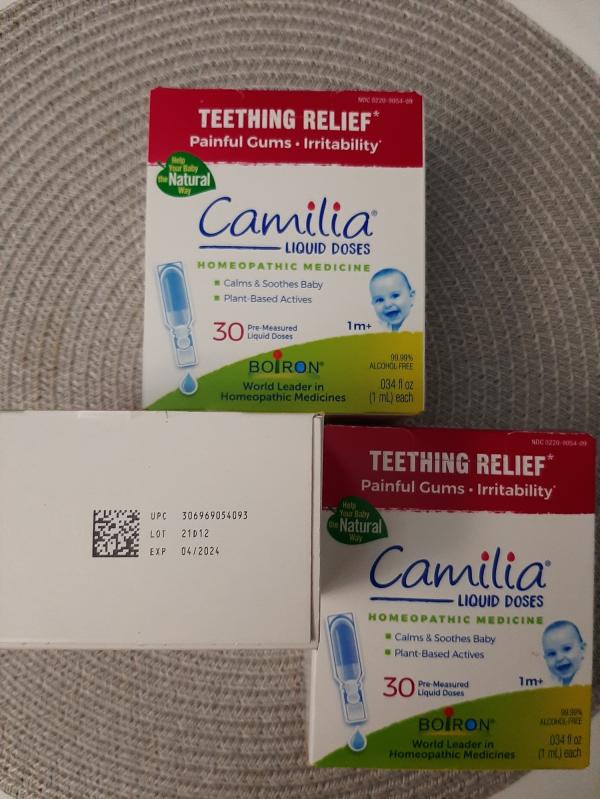 NDC 0220-9054-09
TEETHING RELIEF*
Painful Gums • Irritability*
Help
Your Baby
the Natural
Way
Camilia®
LIQUID DOSES
HOMEOPATHIC MEDICINE
Calms & Soothes Baby
Plant-Based Actives
30 Pre-Measured
Liquid Doses
1m+
BOIRON®
World Leader in
Homeopathic Medicines
99.99%
ALCOHOL-FREE
.034 fl oz
(1 mL) each
UPC 306969054093
LOT 21D12
EXP 04/2024
NDC 0220-9054-09
TEETHING RELIEF*
Painful Gums • Irritability*
Help
Your Baby
the Natural
Way
Camilia®
LIQUID DOSES
HOMEOPATHIC MEDICINE
Calms & Soothes Baby
Plant-Based Actives
30 Pre-Measured
Liquid Doses
1m+
BOIRON®
World Leader in
Homeopathic Medicines
99.99%
ALCOHOL-FREE
.034 fl oz
(1 mL) each